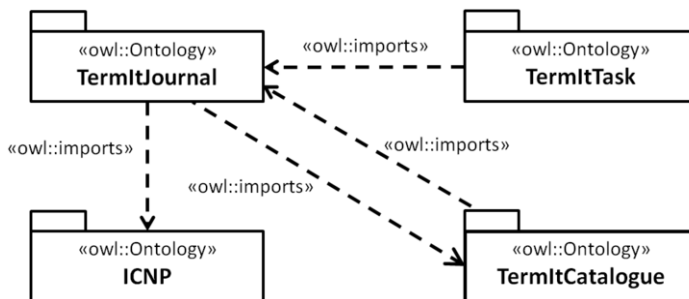 «owl::Ontology»
TermItJournal
«owl::imports»
«owl::Ontology»
TermItTask
«owl::imports»
«owl::imports»
«owl::imports»
«owl::Ontology»
ICNP
«owl::Ontology»
TermItCatalogue